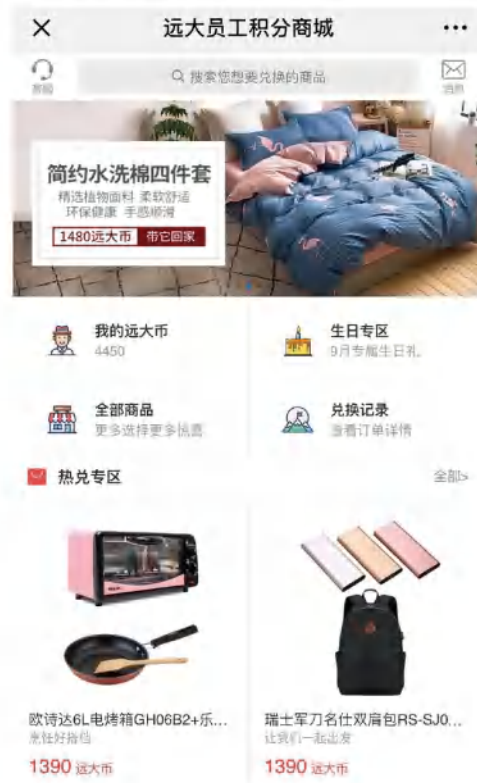 远大员工积分商城
客服
搜索您想要兑换的商品
消息
简约水洗棉四件套
精选植物面料 柔软舒适
环保健康 手感顺滑
1480远大币 带它回家
我的远大币
4450
生日专区
9月专属生日礼
全部商品
更多选择更多惊喜
兑换记录
查看订单详情
热兑专区
全部>
欧诗达6L电烤箱GH06B2+乐...
烹饪好搭档
1390 远大币
瑞士军刀名仕双肩包RS-SJ0...
让我们一起出发
1390 远大币